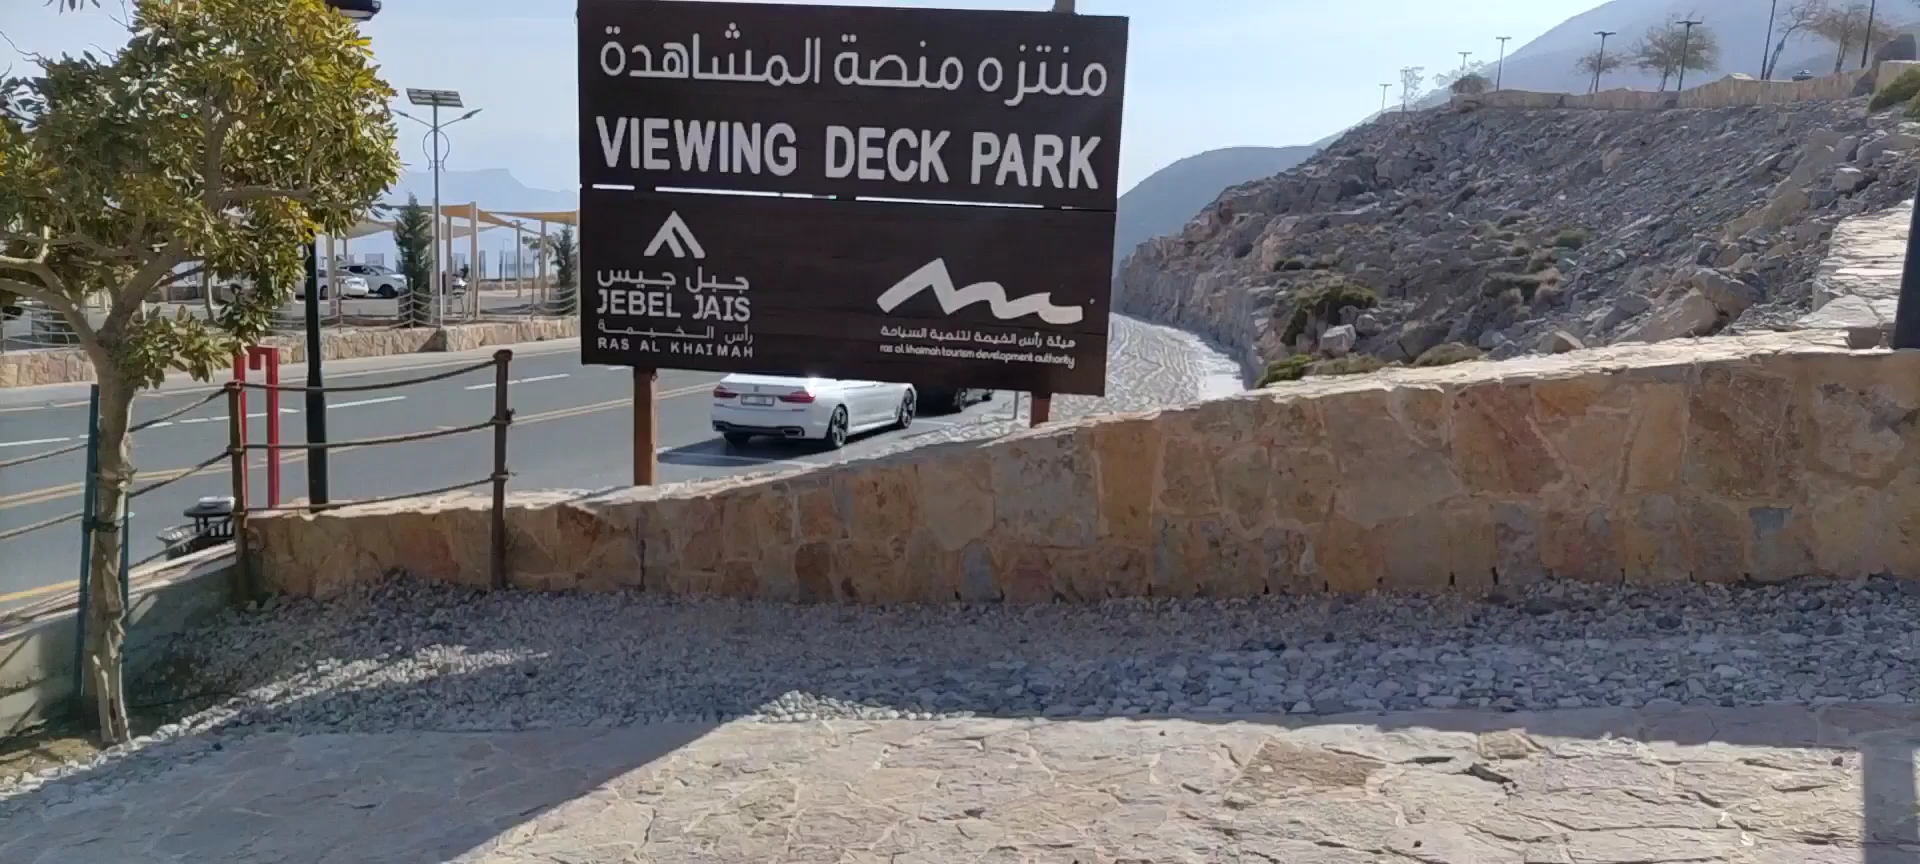 منتزه منصة المشاهدة
VIEWING DECK PARK
جبل جيس
JEBEL JAIS
رأس الخيمة
RAS AL KHAIMAH
هيئة رأس الخيمة لتنمية السياحة
ras al khaimah tourism development authority